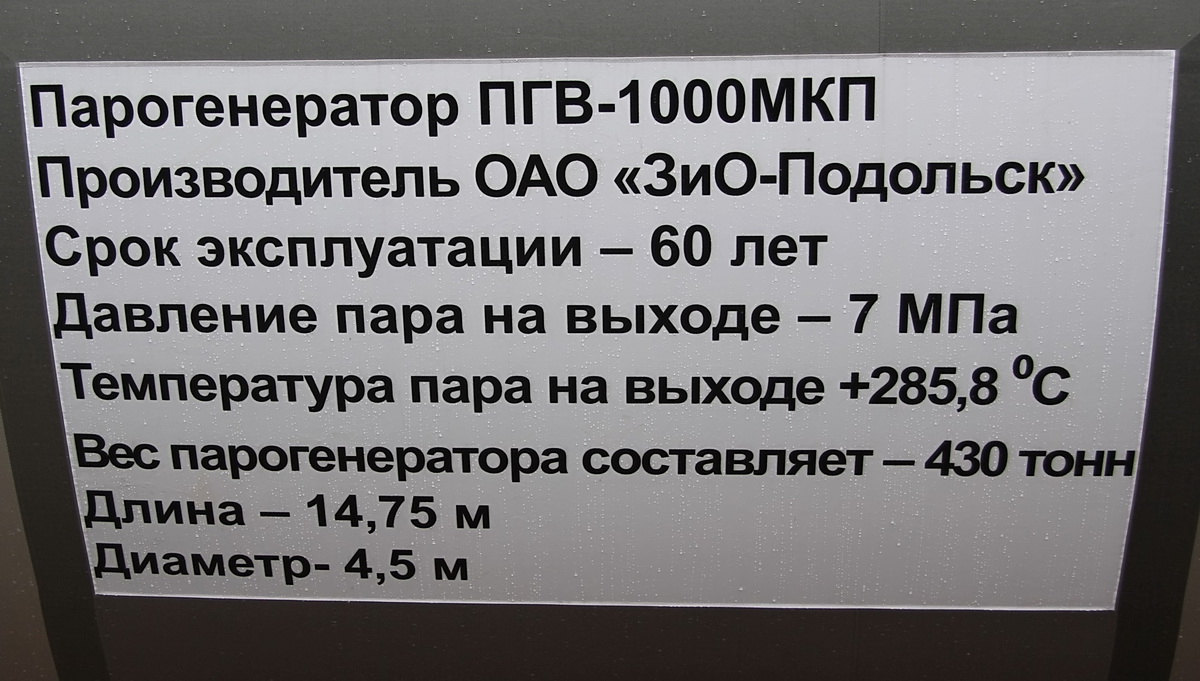 Парогенератор ПГВ-1000МКП
Производитель ОАО «ЗиО-Подольск»
Срок эксплуатации – 60 лет
Давление пара на выходе – 7 МПа
Температура пара на выходе +285,8 ⁰С
Вес парогенератора составляет – 430 тонн
Длина – 14,75 м
Диаметр- 4,5 м